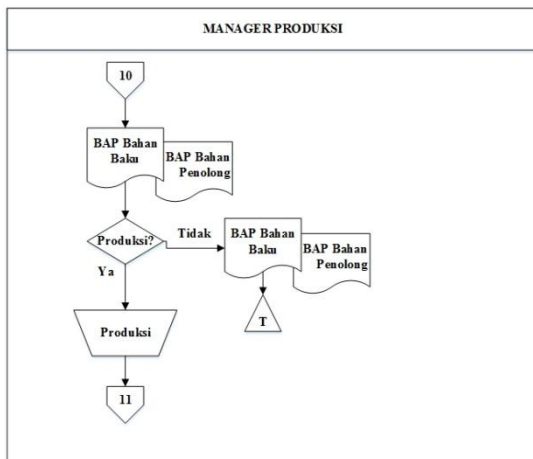 MANAGER PRODUKSI
10
BAP Bahan
Baku
BAP Bahan
Penolong
Produksi?
Tidak
Ya
BAP Bahan
Baku
BAP Bahan
Penolong
T
Produksi
11